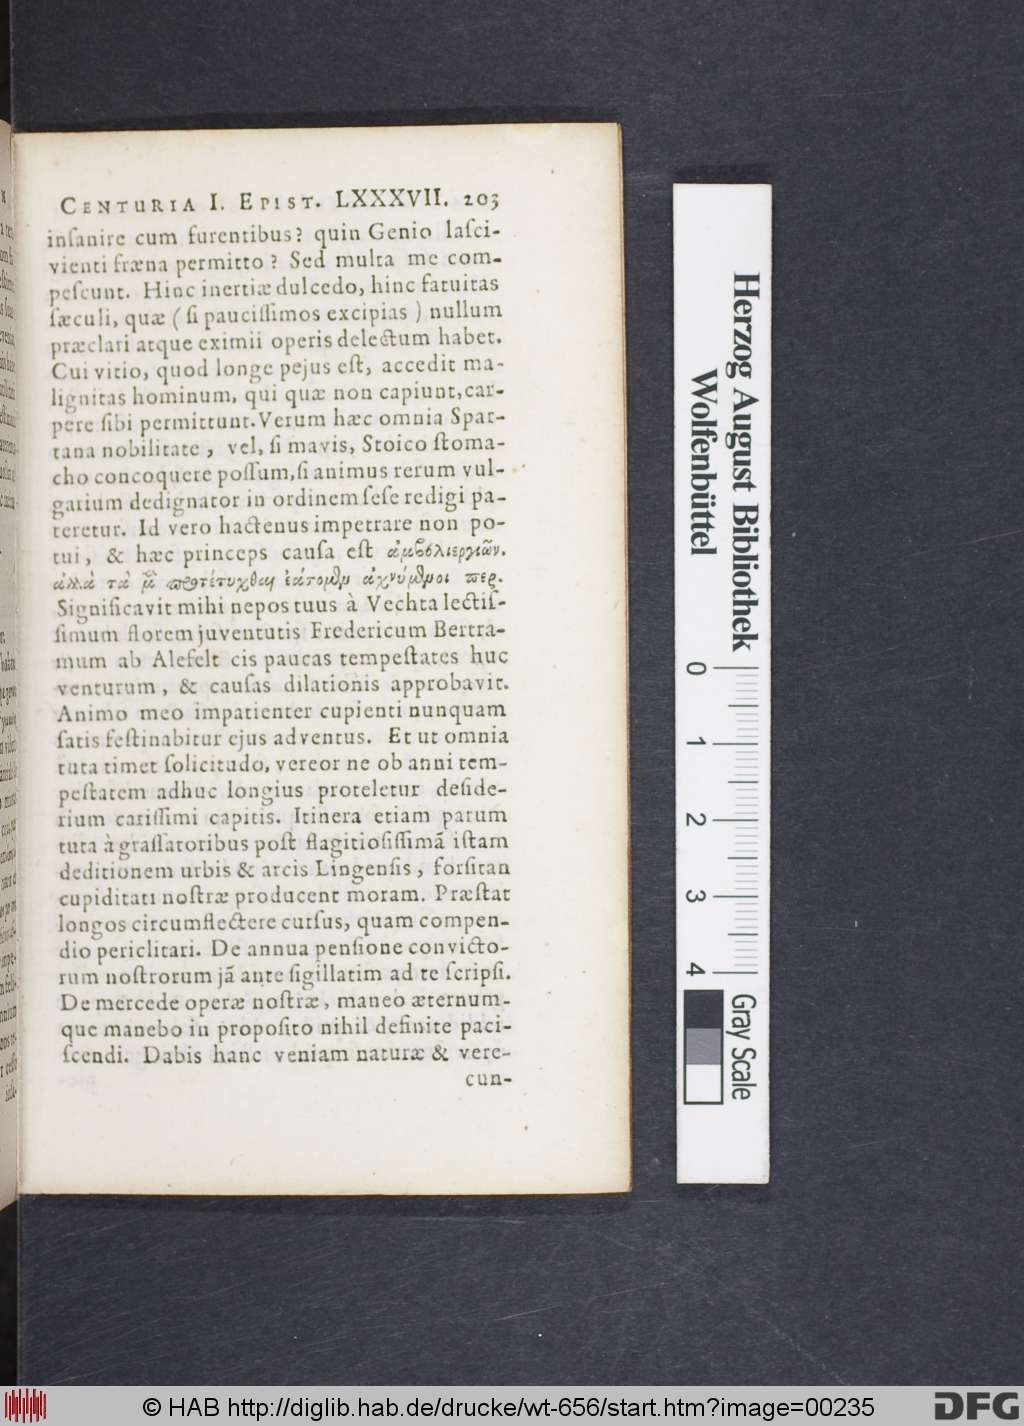 CENTURIA I. EPIST. LXXXVII. 203
inſanire cum furentibus? quin Genio laſci-
vienti fræna permitto? Sed multa me com-
peſcunt. Hinc inertiæ dulcedo, hinc fatuitas
ſæculi, quæ (ſi pauciſſimos excipias) nullum
præclari atque eximii operis delectum habet.
Cui vitio, quod longe pejus eſt, accedit ma-
lignitas hominum, qui quæ non capiunt, car-
pere ſibi permittunt. Verum hæc omnia Spar-
tana nobilitate, vel, ſi mavis, Stoico ſtoma-
cho concoquere poſſum, ſi animus rerum vul-
garium dedignator in ordinem ſeſe redigi pa-
teretur. Id vero hactenus impetrare non po-
tui, & hæc princeps cauſa eſt
ἀλλὰ τὰ μὲν προτετύχθαι ἐάσομεν ἀχνύμενοι περ.
Significavit mihi nepos tuus à Vechta lectiſ-
ſimum florem juventutis Fredericum Bertra-
mum ab Alefelt cis paucas tempeſtates huc
venturum, & cauſas dilationis approbavit.
Animo meo impatienter cupienti nunquam
ſatis feſtinabitur ejus adventus. Et ut omnia
tuta timet ſolicitudo, vereor ne ob anni tem-
peſtatem adhuc longius proteletur deſide-
rium cariſſimi capitis. Itinera etiam parum
tuta à graſſatoribus poſt flagitioſiſſimã iſtam
deditionem urbis & arcis Lingenſis, forſitan
cupiditati noſtræ producent moram. Præſtat
longos circumflectere curſus, quam compen-
dio periclitari. De annua penſione convicto-
rum noſtrorum jã ante ſigillatim ad te ſcripſi.
De mercede operæ noſtræ, maneo æternum-
que manebo in propoſito nihil definite paci-
ſcendi. Dabis hanc veniam naturæ & vere-
cun-
Herzog August Bibliothek
Wolfenbüttel
0 1 2 3 4
Gray Scale
© HAB http://diglib.hab.de/drucke/wt-656/start.htm?image=00235
DFG